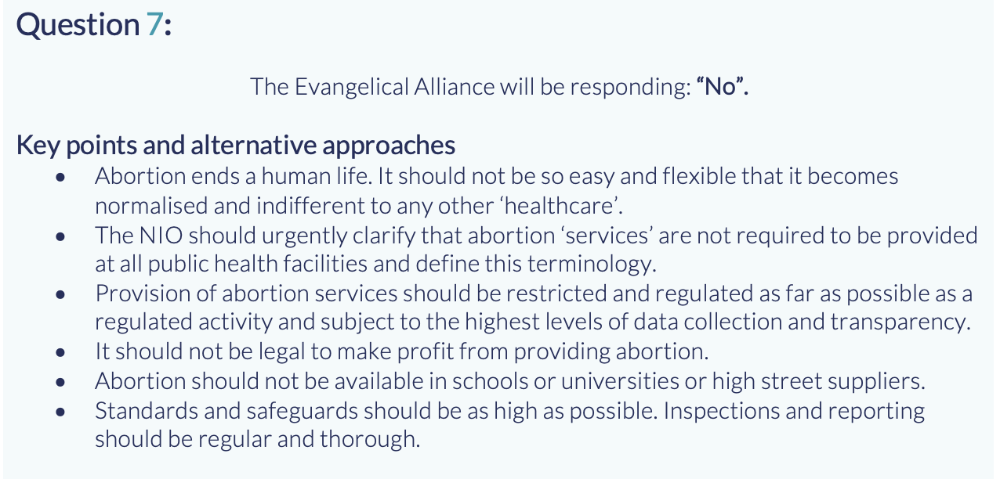 Question 7:
The Evangelical Alliance will be responding: “No”.
Key points and alternative approaches
• Abortion ends a human life. It should not be so easy and flexible that it becomes
normalised and indifferent to any other ‘healthcare’.
• The NIO should urgently clarify that abortion ‘services’ are not required to be provided
at all public health facilities and define this terminology.
• Provision of abortion services should be restricted and regulated as far as possible as a
regulated activity and subject to the highest levels of data collection and transparency.
• It should not be legal to make profit from providing abortion.
• Abortion should not be available in schools or universities or high street suppliers.
• Standards and safeguards should be as high as possible. Inspections and reporting
should be regular and thorough.